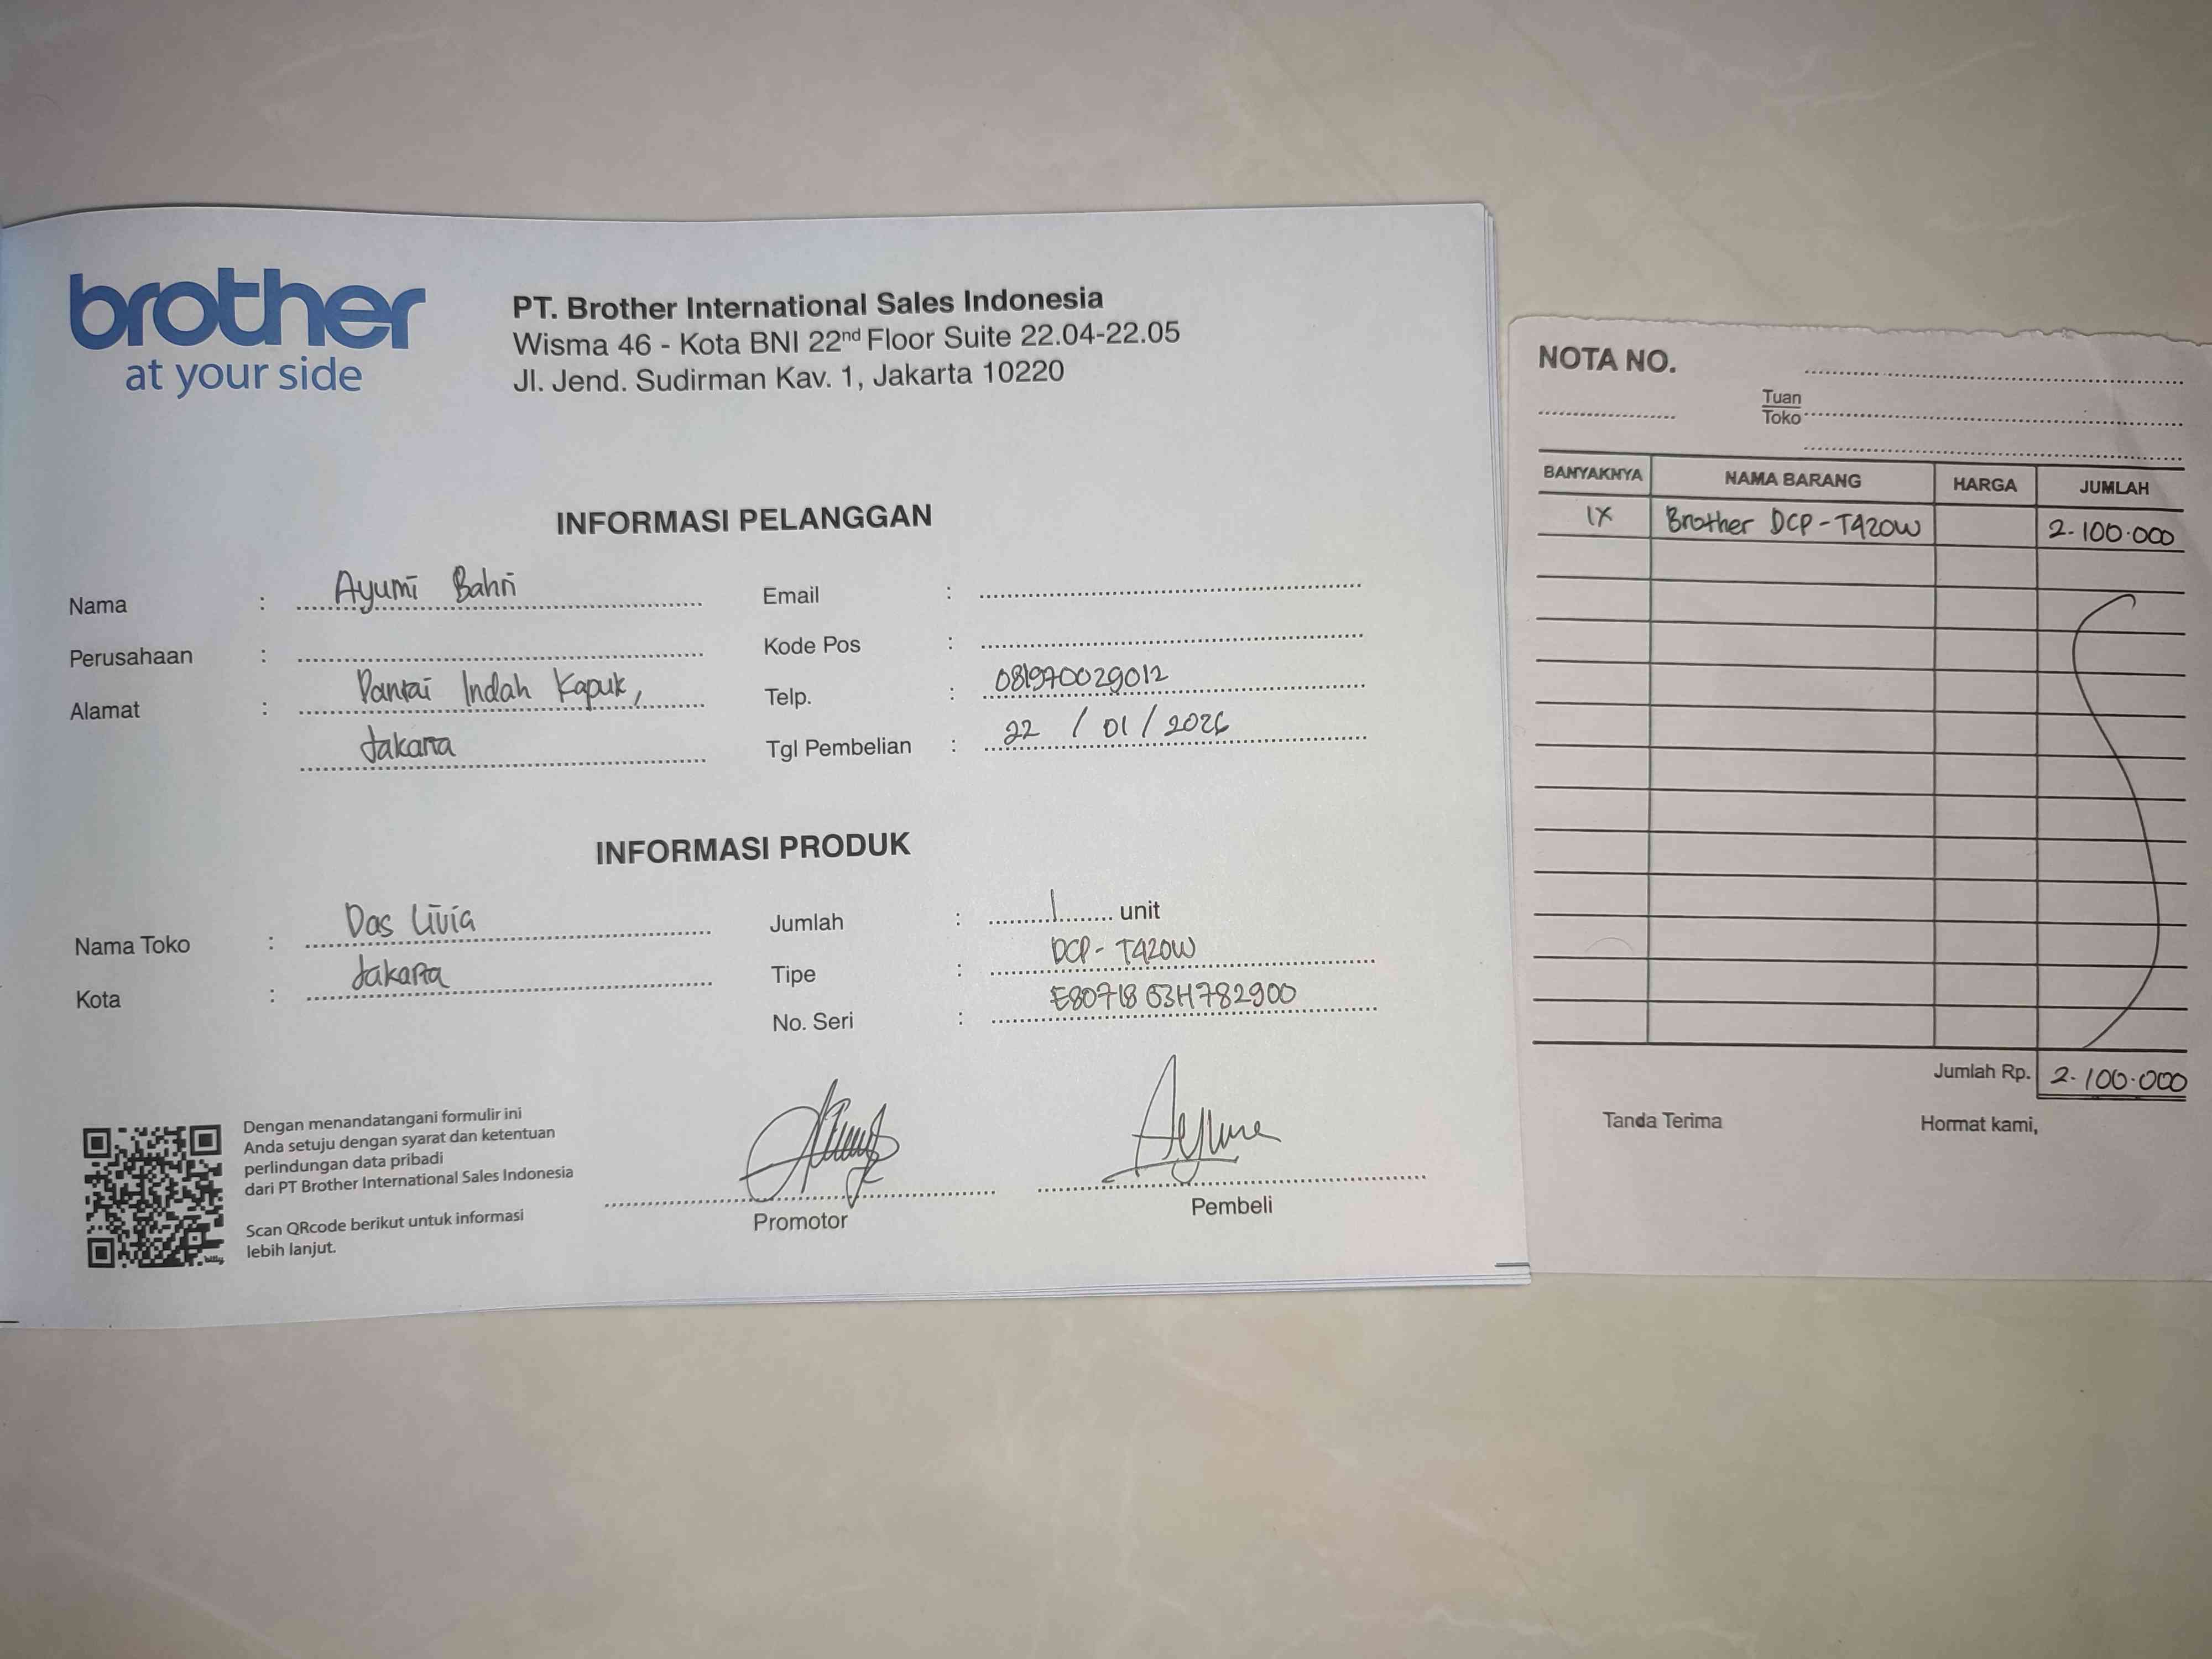 brother
at your side
PT. Brother International Sales Indonesia
Wisma 46 - Kota BNI 22nd Floor Suite 22.04-22.05
Jl. Jend. Sudirman Kav. 1, Jakarta 10220
INFORMASI PELANGGAN
Nama : Ayumi Bahri
Perusahaan :
Alamat : Pantai Indah Kapuk,
Jakarta
Email :
Kode Pos :
Telp. : 081970029012
Tgl Pembelian : 22 / 01 / 2026
INFORMASI PRODUK
Nama Toko : Das Livia
Kota : Jakarta
Jumlah : 1 unit
Tipe : DCP - T420W
No. Seri : E80718 63H782900
Dengan menandatangani formulir ini
Anda setuju dengan syarat dan ketentuan
perlindungan data pribadi
dari PT Brother International Sales Indonesia
Scan QRcode berikut untuk informasi
lebih lanjut.
Promotor
Pembeli
NOTA NO.
Tuan
Toko
BANYAKNYA NAMA BARANG HARGA JUMLAH
1X Brother DCP - T420W 2.100.000
Jumlah Rp. 2.100.000
Tanda Terima Hormat kami,